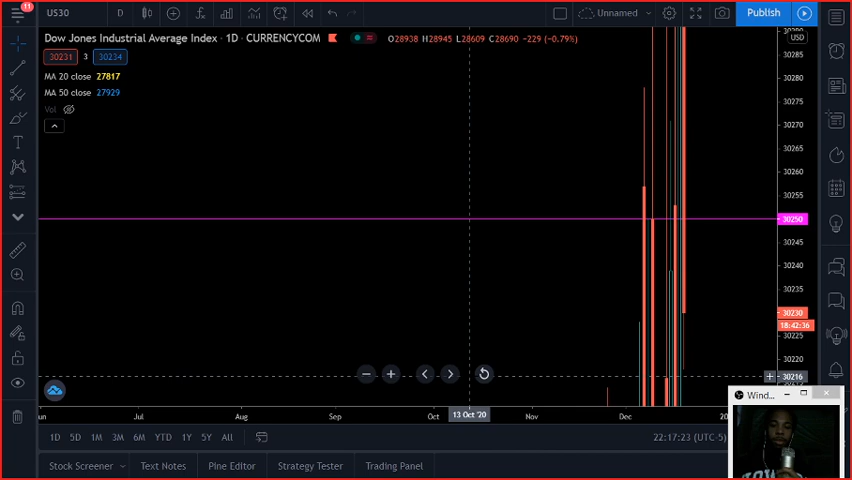 11
US30
D
Unnamed
Publish
Dow Jones Industrial Average Index · 1D · CURRENCYCOM
O28938 H28945 L28609 C28690 -229 (-0.79%)
USD
30231 3 30234
MA 20 close 27817
MA 50 close 27929
Vol
30285
30280
30275
30270
30265
30260
30255
30250
30245
30240
30235
30230
18:42:36
30225
30220
30216
Jul
Aug
Sep
Oct
13 Oct '20
Nov
Dec
1D 5D 1M 3M 6M YTD 1Y 5Y All
22:17:23 (UTC-5)
Wind...
Stock Screener
Text Notes
Pine Editor
Strategy Tester
Trading Panel